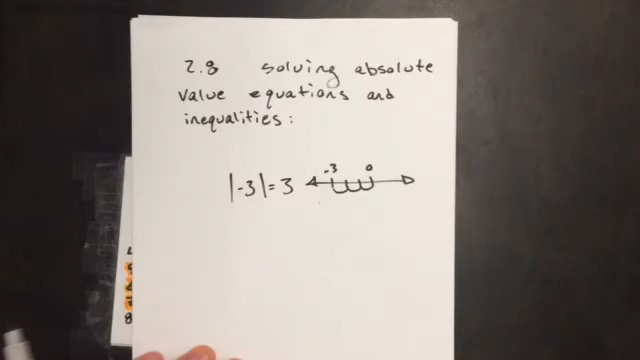 2.8 solving absolute
value equations and
inequalities:
-3 0
|-3| = 3